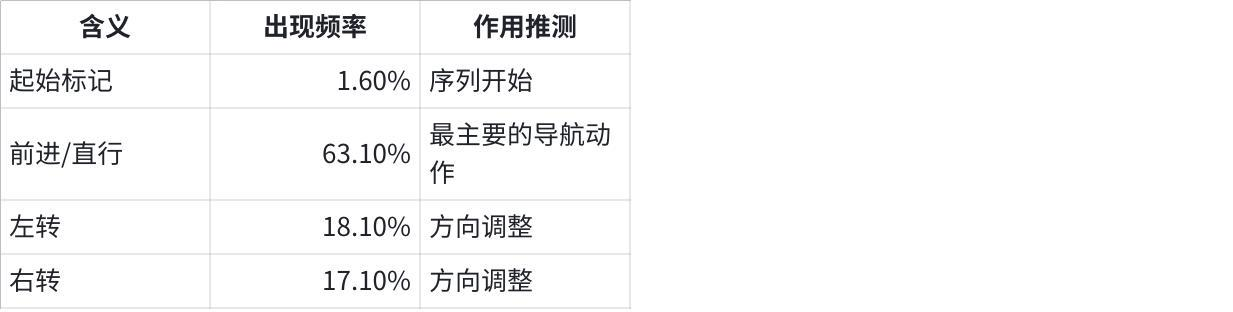 含义 出现频率 作用推测
起始标记 1.60% 序列开始
前进/直行 63.10% 最主要的导航动
作
左转 18.10% 方向调整
右转 17.10% 方向调整